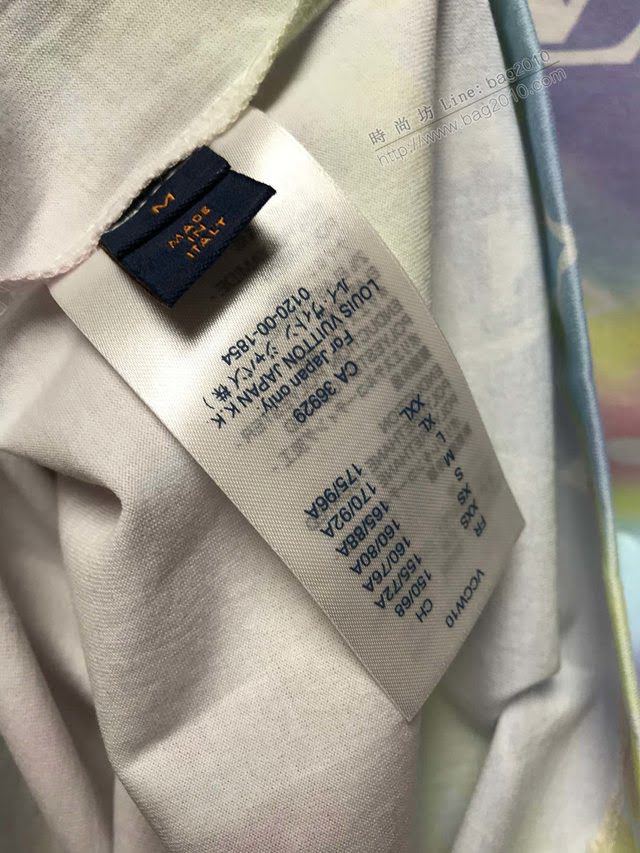 時尚坊 Line: bag2010
http://www.bag2010.com
M
MADE
IN
ITALY
VCCW10
FR CH
XXS 150/68
XS 155/72A
S 160/76A
M 160/80A
L 165/88A
XL 170/92A
XXL 175/96A
CA 36929
For Japan only:
LOUIS VUITTON JAPAN K.K.
ルイ ヴィトン ジャパン(株)
0120-00-1854